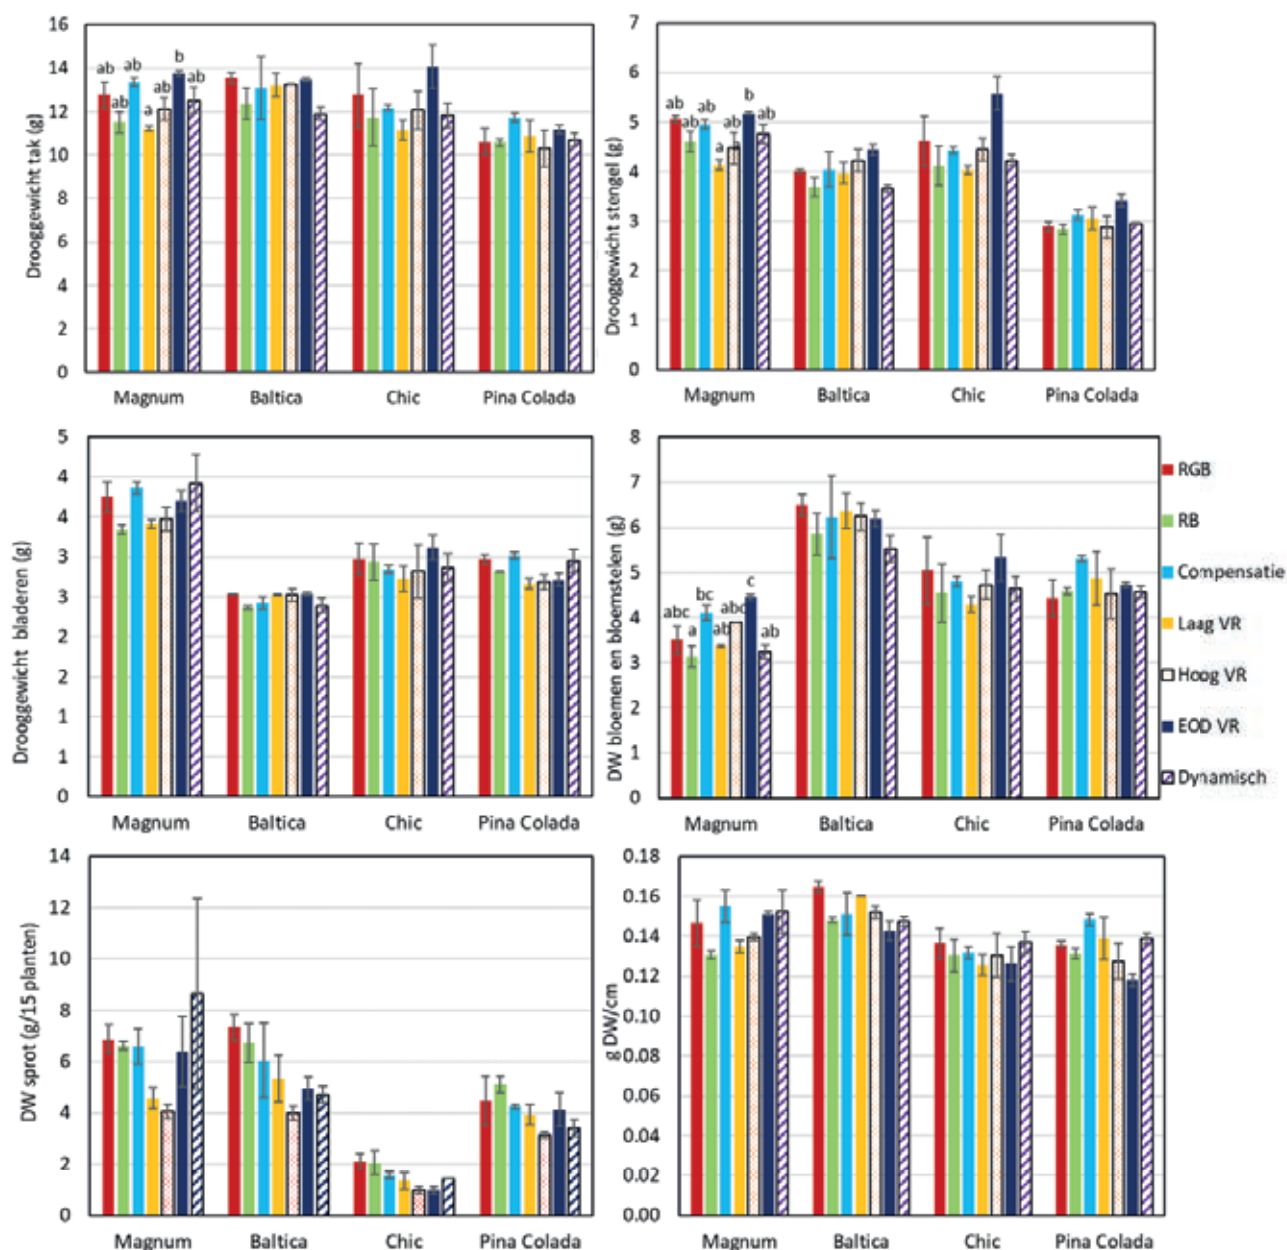 Drooggewicht tak (g)
16
14
12
10
8
6
4
2
0
ab
ab
ab
a
ab
b
ab
Magnum
Baltica
Chic
Pina Colada
Drooggewicht stengel (g)
7
6
5
4
3
2
1
0
ab
ab
ab
a
ab
b
ab
Magnum
Baltica
Chic
Pina Colada
Drooggewicht bladeren (g)
5
4
4
3
3
2
2
1
1
0
Magnum
Baltica
Chic
Pina Colada
DW bloemen en bloemstelen (g)
8
7
6
5
4
3
2
1
0
abc
a
bc
ab
abc
c
ab
Magnum
Baltica
Chic
Pina Colada
RGB
RB
Compensatie
Laag VR
Hoog VR
EOD VR
Dynamisch
DW sprot (g/15 planten)
14
12
10
8
6
4
2
0
Magnum
Baltica
Chic
Pina Colada
g DW/cm
0.18
0.16
0.14
0.12
0.10
0.08
0.06
0.04
0.02
0.00
Magnum
Baltica
Chic
Pina Colada